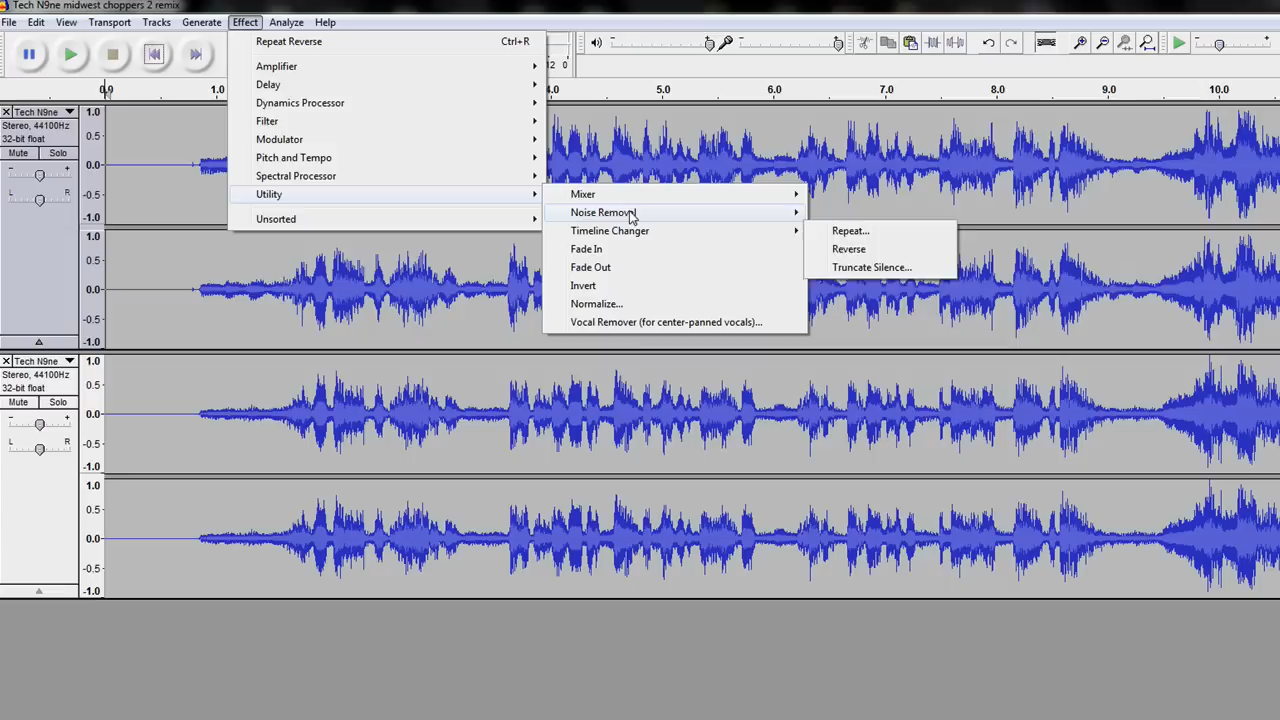 Tech N9ne midwest choppers 2 remix
File Edit View Transport Tracks Generate Effect Analyze Help
Repeat Reverse Ctrl+R
Amplifier
Delay
Dynamics Processor
Filter
Modulator
Pitch and Tempo
Spectral Processor
Utility
Unsorted
Mixer
Noise Removal
Timeline Changer
Fade In
Fade Out
Invert
Normalize...
Vocal Remover (for center-panned vocals)...
Repeat...
Reverse
Truncate Silence...
12 0
0.0 1.0 4.0 5.0 6.0 7.0 8.0 9.0 10.0
Tech N9ne
Stereo, 44100Hz
32-bit float
Mute Solo
- +
L R
1.0
0.5
0.0
-0.5
-1.0
1.0
0.5
0.0
-0.5
-1.0
Tech N9ne
Stereo, 44100Hz
32-bit float
Mute Solo
- +
L R
1.0
0.5
0.0
-0.5
-1.0
1.0
0.5
0.0
-0.5
-1.0